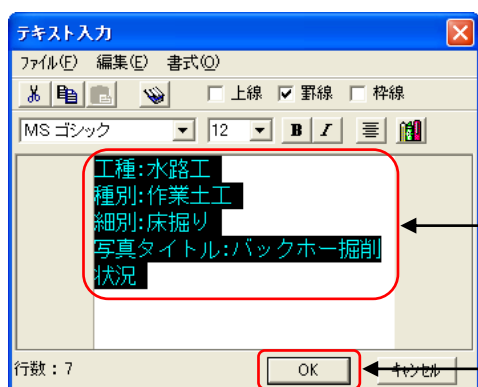 テキスト入力
ファイル(F) 編集(E) 書式(O)
上線 罫線 枠線
MS ゴシック 12 B I
工種:水路工
種別:作業土工
細別:床掘り
写真タイトル:バックホー掘削
状況
行数:7 OK キャンセル